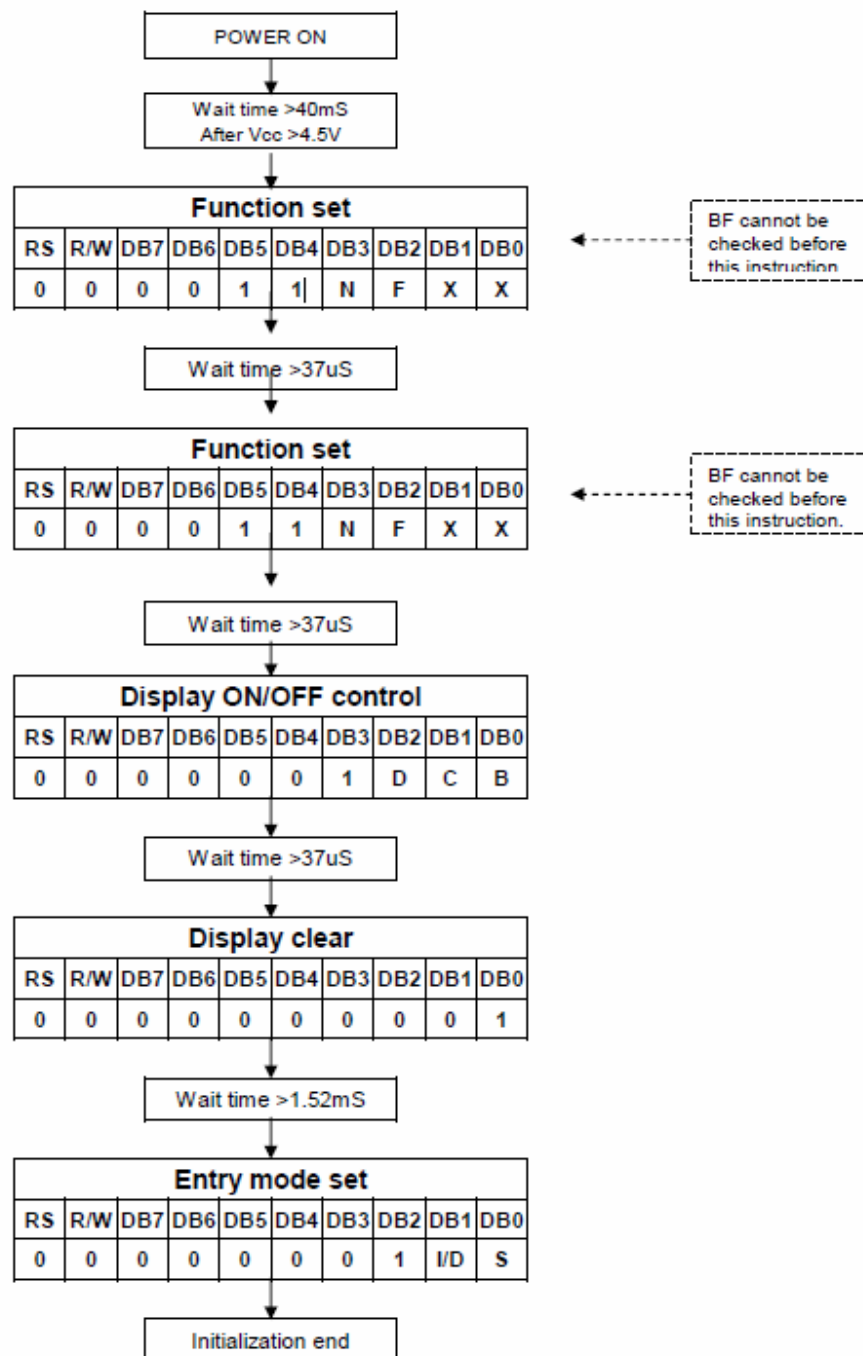 POWER ON
Wait time >40mS
After Vcc >4.5V
Function set
RS R/W DB7 DB6 DB5 DB4 DB3 DB2 DB1 DB0
0 0 0 0 1 1 N F X X
BF cannot be
checked before
this instruction
Wait time >37uS
Function set
RS R/W DB7 DB6 DB5 DB4 DB3 DB2 DB1 DB0
0 0 0 0 1 1 N F X X
BF cannot be
checked before
this instruction.
Wait time >37uS
Display ON/OFF control
RS R/W DB7 DB6 DB5 DB4 DB3 DB2 DB1 DB0
0 0 0 0 0 0 1 D C B
Wait time >37uS
Display clear
RS R/W DB7 DB6 DB5 DB4 DB3 DB2 DB1 DB0
0 0 0 0 0 0 0 0 0 1
Wait time >1.52mS
Entry mode set
RS R/W DB7 DB6 DB5 DB4 DB3 DB2 DB1 DB0
0 0 0 0 0 0 0 1 I/D S
Initialization end